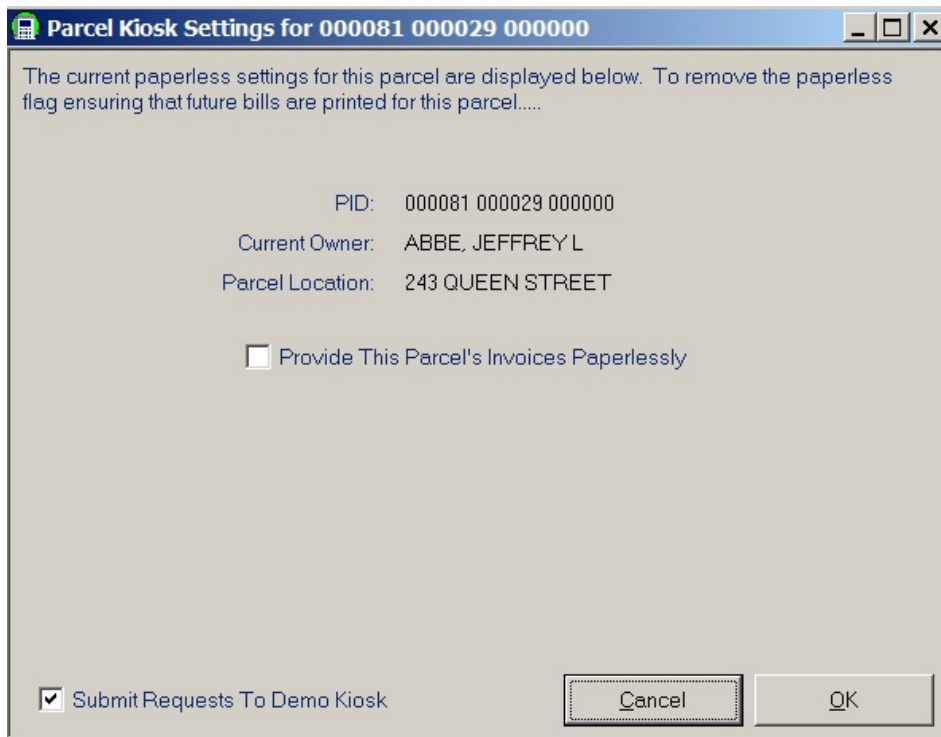 Parcel Kiosk Settings for 000081 000029 000000
The current paperless settings for this parcel are displayed below. To remove the paperless
flag ensuring that future bills are printed for this parcel.....
PID: 000081 000029 000000
Current Owner: ABBE, JEFFREY L
Parcel Location: 243 QUEEN STREET
Provide This Parcel's Invoices Paperlessly
Submit Requests To Demo Kiosk
Cancel
OK